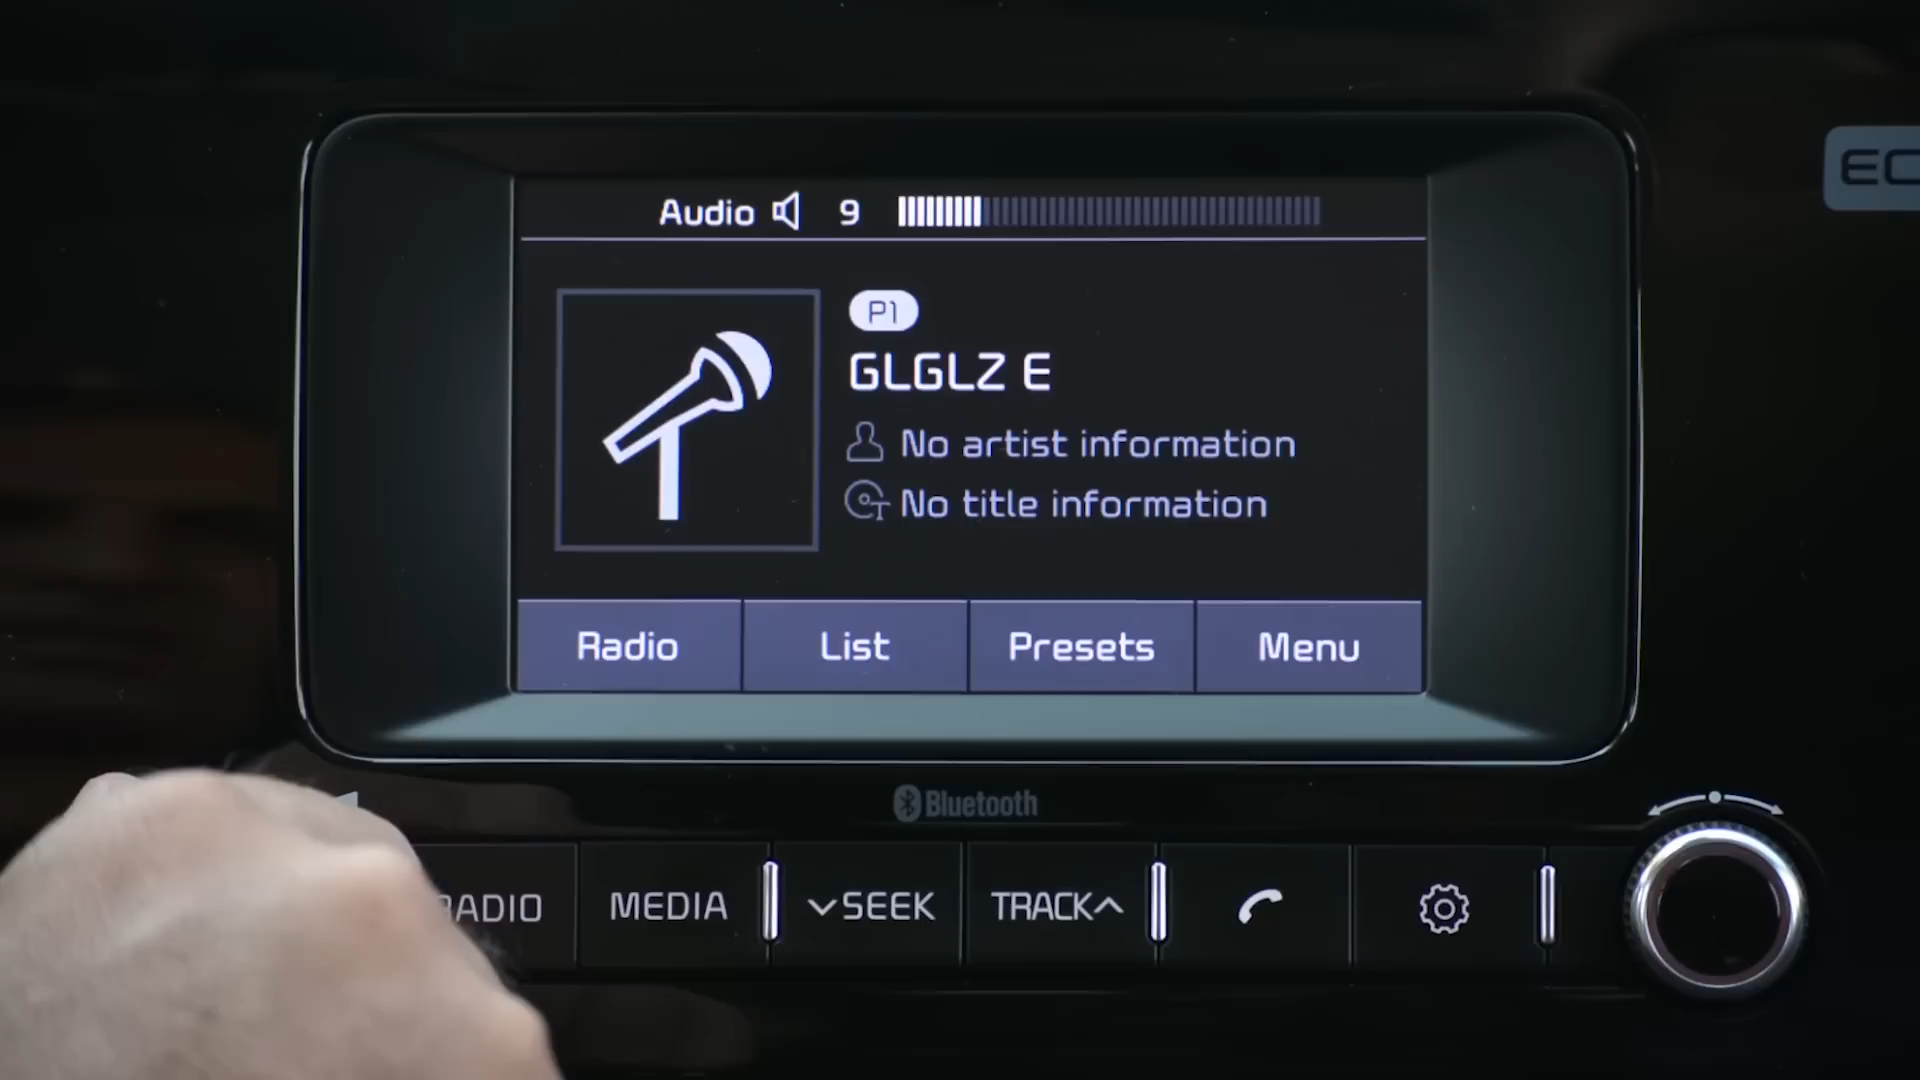 Audio 9
EC
P1
GLGLZ E
No artist information
No title information
Radio List Presets Menu
Bluetooth
RADIO MEDIA SEEK TRACK